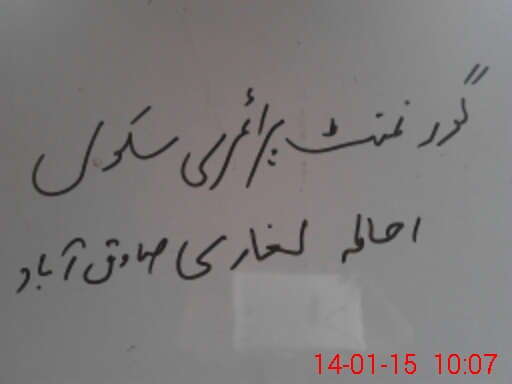 گورنمنٹ پرائمری سکول
احاطہ لغاری صادق آباد
14-01-15 10:07